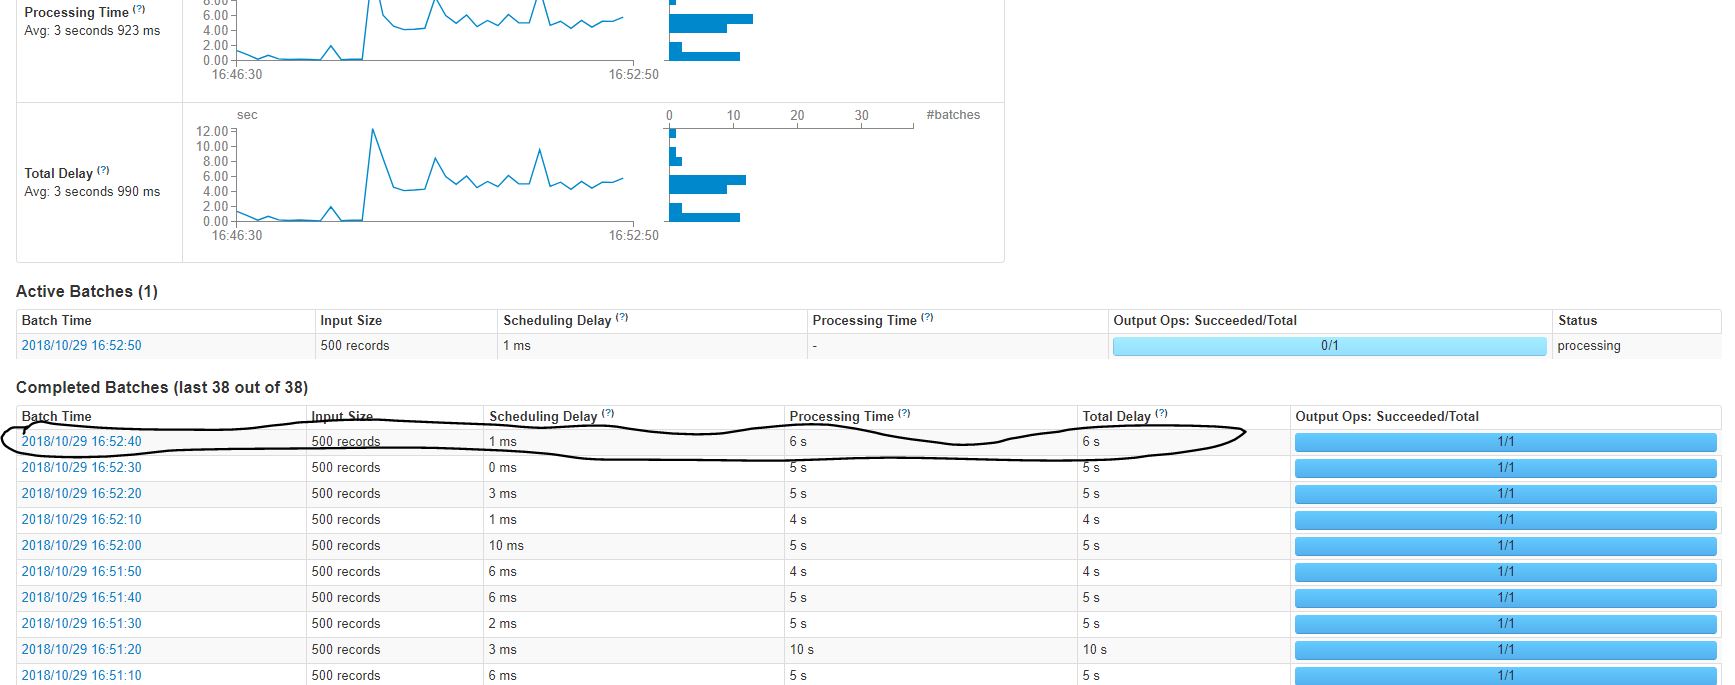 8.00
Processing Time (?)
Avg: 3 seconds 923 ms
6.00
4.00
2.00
0.00
16:46:30 16:52:50
sec
0 10 20 30 #batches
12.00
10.00
8.00
6.00
4.00
2.00
0.00
Total Delay (?)
Avg: 3 seconds 990 ms
16:46:30 16:52:50
Active Batches (1)
Batch Time Input Size Scheduling Delay (?) Processing Time (?) Output Ops: Succeeded/Total Status
2018/10/29 16:52:50 500 records 1 ms - 0/1 processing
Completed Batches (last 38 out of 38)
Batch Time Input Size Scheduling Delay (?) Processing Time (?) Total Delay (?) Output Ops: Succeeded/Total
2018/10/29 16:52:40 500 records 1 ms 6 s 6 s 1/1
2018/10/29 16:52:30 500 records 0 ms 5 s 5 s 1/1
2018/10/29 16:52:20 500 records 3 ms 5 s 5 s 1/1
2018/10/29 16:52:10 500 records 1 ms 4 s 4 s 1/1
2018/10/29 16:52:00 500 records 10 ms 5 s 5 s 1/1
2018/10/29 16:51:50 500 records 6 ms 4 s 4 s 1/1
2018/10/29 16:51:40 500 records 6 ms 5 s 5 s 1/1
2018/10/29 16:51:30 500 records 2 ms 5 s 5 s 1/1
2018/10/29 16:51:20 500 records 3 ms 10 s 10 s 1/1
2018/10/29 16:51:10 500 records 6 ms 5 s 5 s 1/1